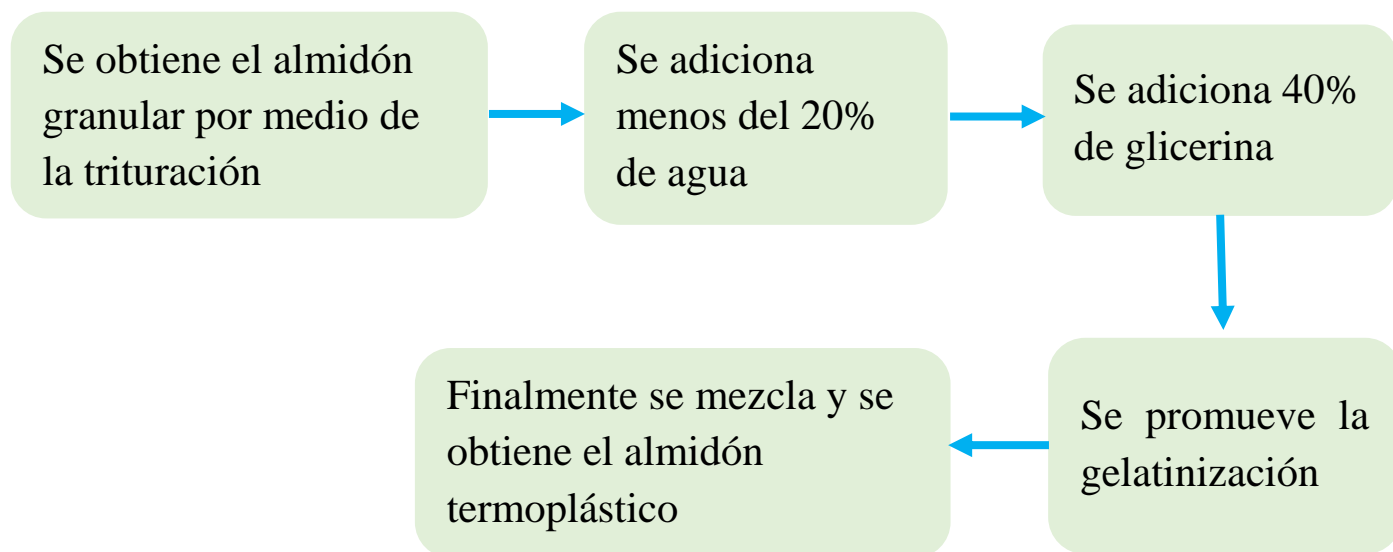 Se obtiene el almidón
granular por medio de
la trituración
Se adiciona
menos del 20%
de agua
Se adiciona 40%
de glicerina
Se promueve la
gelatinización
Finalmente se mezcla y se
obtiene el almidón
termoplástico